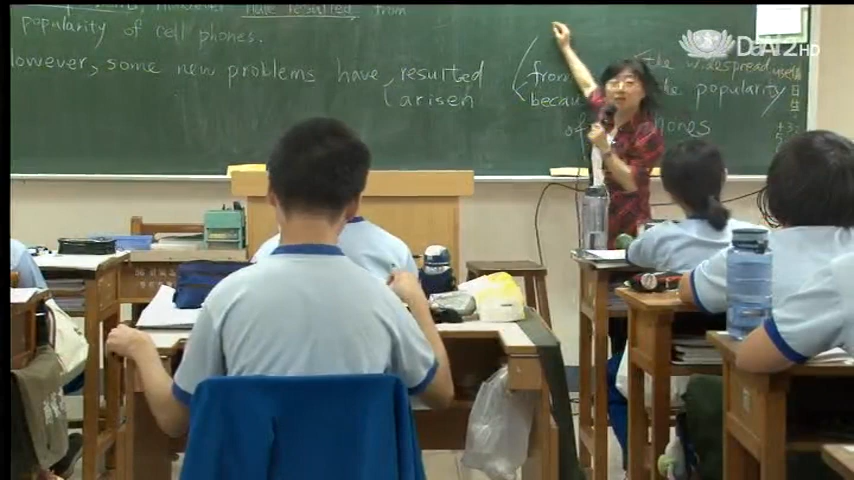 have resulted from
popularity of cell phones.
However, some new problems have resulted from the widespread use
arisen because the popularity
of phones
DaAi2HD